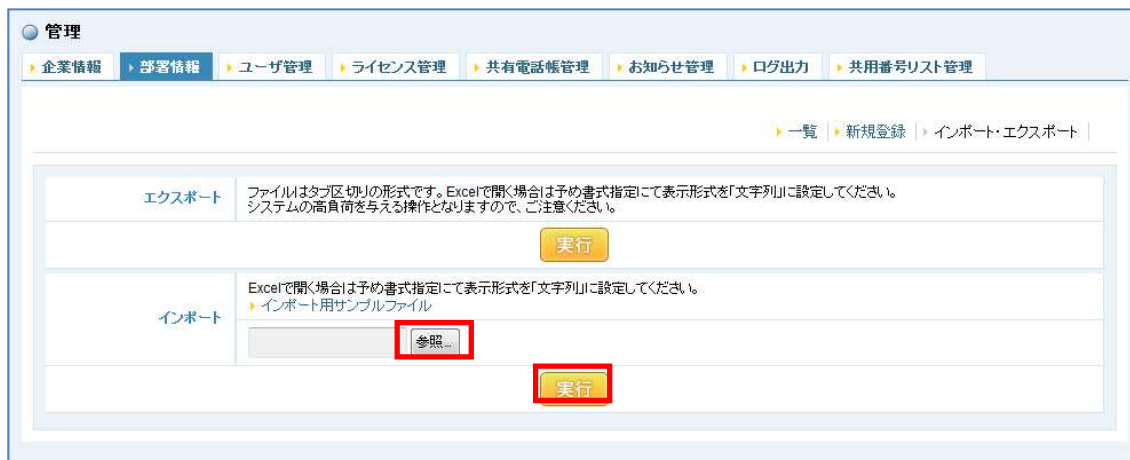 管理
企業情報 部署情報 ユーザ管理 ライセンス管理 共有電話帳管理 お知らせ管理 ログ出力 共用番号リスト管理
一覧 新規登録 インポート・エクスポート
エクスポート
ファイルはタブ区切りの形式です。Excelで開く場合は予め書式指定にて表示形式を「文字列」に設定してください。
システムの高負荷を与える操作となりますので、ご注意ください。
実行
インポート
Excelで開く場合は予め書式指定にて表示形式を「文字列」に設定してください。
インポート用サンプルファイル
参照...
実行